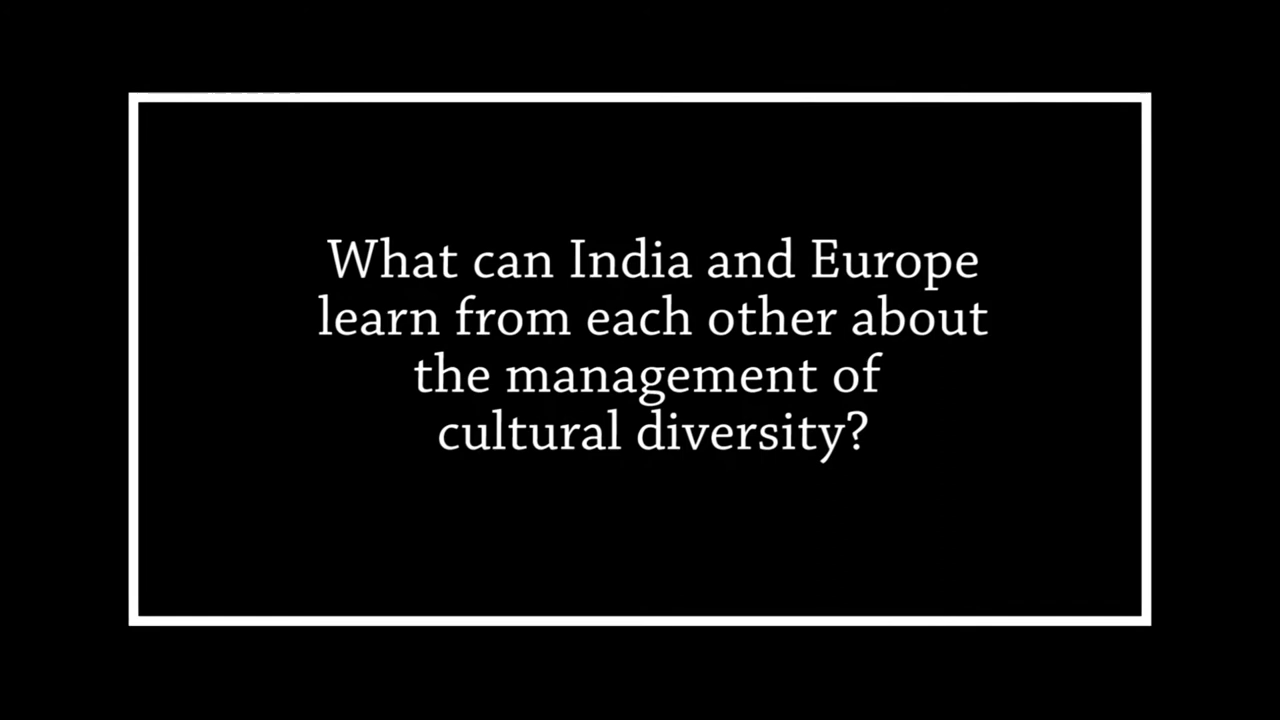 What can India and Europe
learn from each other about
the management of
cultural diversity?